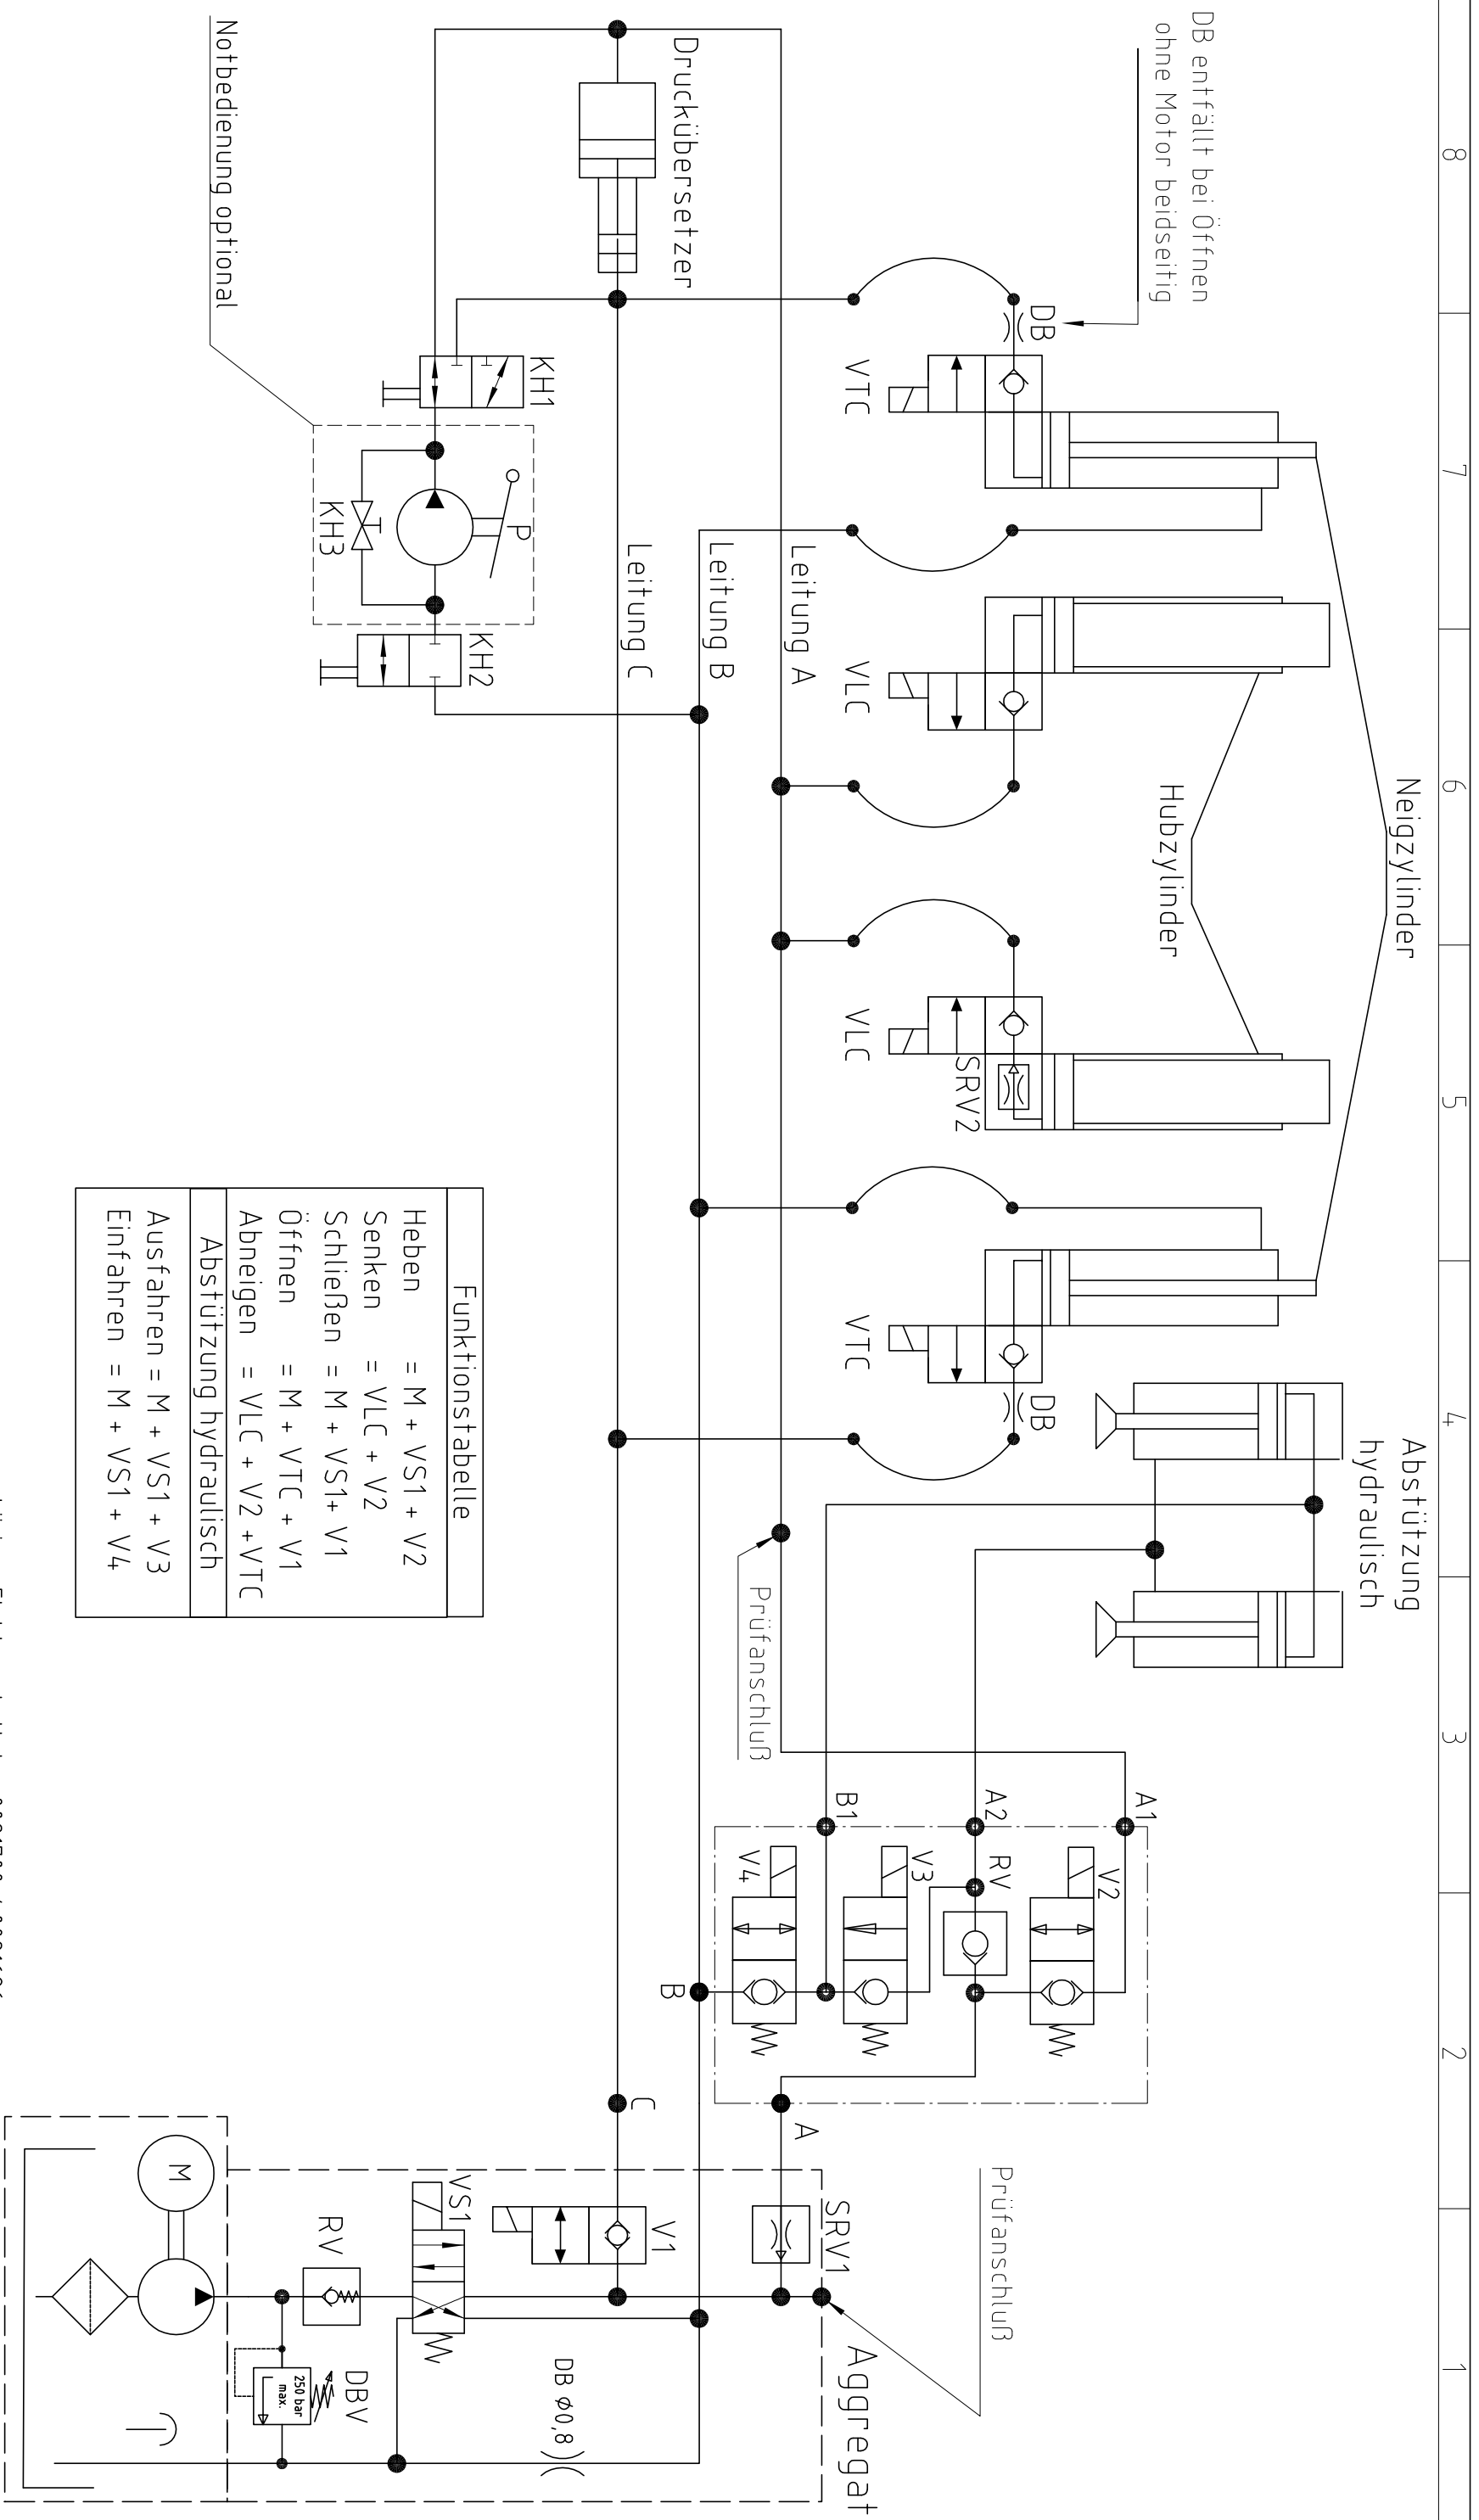 8
7
6
5
4
3
2
1
DB entfällt bei Öffnen
ohne Motor beidseitig
Neigzylinder
Hubzylinder
Abstützung
hydraulisch
DB
VTC
VLC
VLC
SRV2
VTC
DB
Druckübersetzer
Leitung A
Leitung B
Leitung C
Prüfanschluß
A1
A2
B1
V2
RV
V3
V4
B
A
C
Prüfanschluß
Aggregat
SRV1
V1
VS1
RV
DBV
250 bar
max.
DB Ø0,8
M
KH1
P
KH3
KH2
Notbedienung optional
Funktionstabelle
Heben = M + VS1 + V2
Senken = VLC + V2
Schließen = M + VS1+ V1
Öffnen = M + VTC + V1
Abneigen = VLC + V2 +VTC
Abstützung hydraulisch
Ausfahren = M + VS1 + V3
Einfahren = M + VS1 + V4